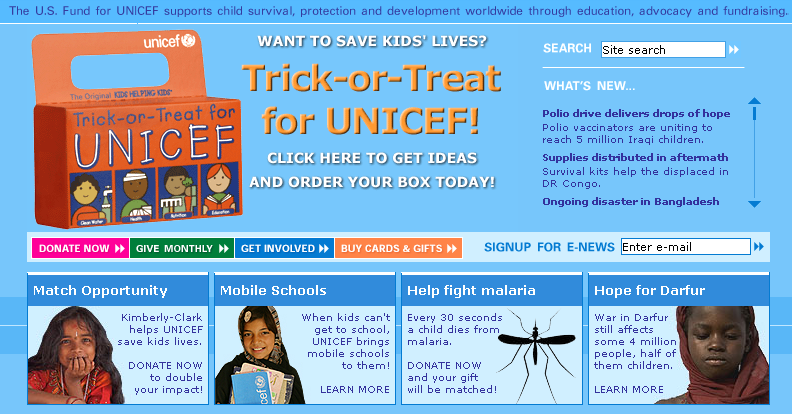 The U.S. Fund for UNICEF supports child survival, protection and development worldwide through education, advocacy and fundraising.
unicef
The Original KIDS HELPING KIDS
Trick-or-Treat for
UNICEF
Clean Water
Health
Nutrition
Education
WANT TO SAVE KIDS' LIVES?
Trick-or-Treat
for UNICEF!
CLICK HERE TO GET IDEAS
AND ORDER YOUR BOX TODAY!
SEARCH
Site search
WHAT'S NEW...
Polio drive delivers drops of hope
Polio vaccinators are uniting to
reach 5 million Iraqi children.
Supplies distributed in aftermath
Survival kits help the displaced in
DR Congo.
Ongoing disaster in Bangladesh
DONATE NOW
GIVE MONTHLY
GET INVOLVED
BUY CARDS & GIFTS
SIGNUP FOR E-NEWS
Enter e-mail
Match Opportunity
Kimberly-Clark
helps UNICEF
save kids lives.
DONATE NOW
to double
your impact!
Mobile Schools
When kids can't
get to school,
UNICEF brings
mobile schools
to them!
LEARN MORE
unicef
Help fight malaria
Every 30 seconds
a child dies from
malaria.
DONATE NOW
and your gift
will be matched!
Hope for Darfur
War in Darfur
still affects
some 4 million
people, half of
them children.
LEARN MORE